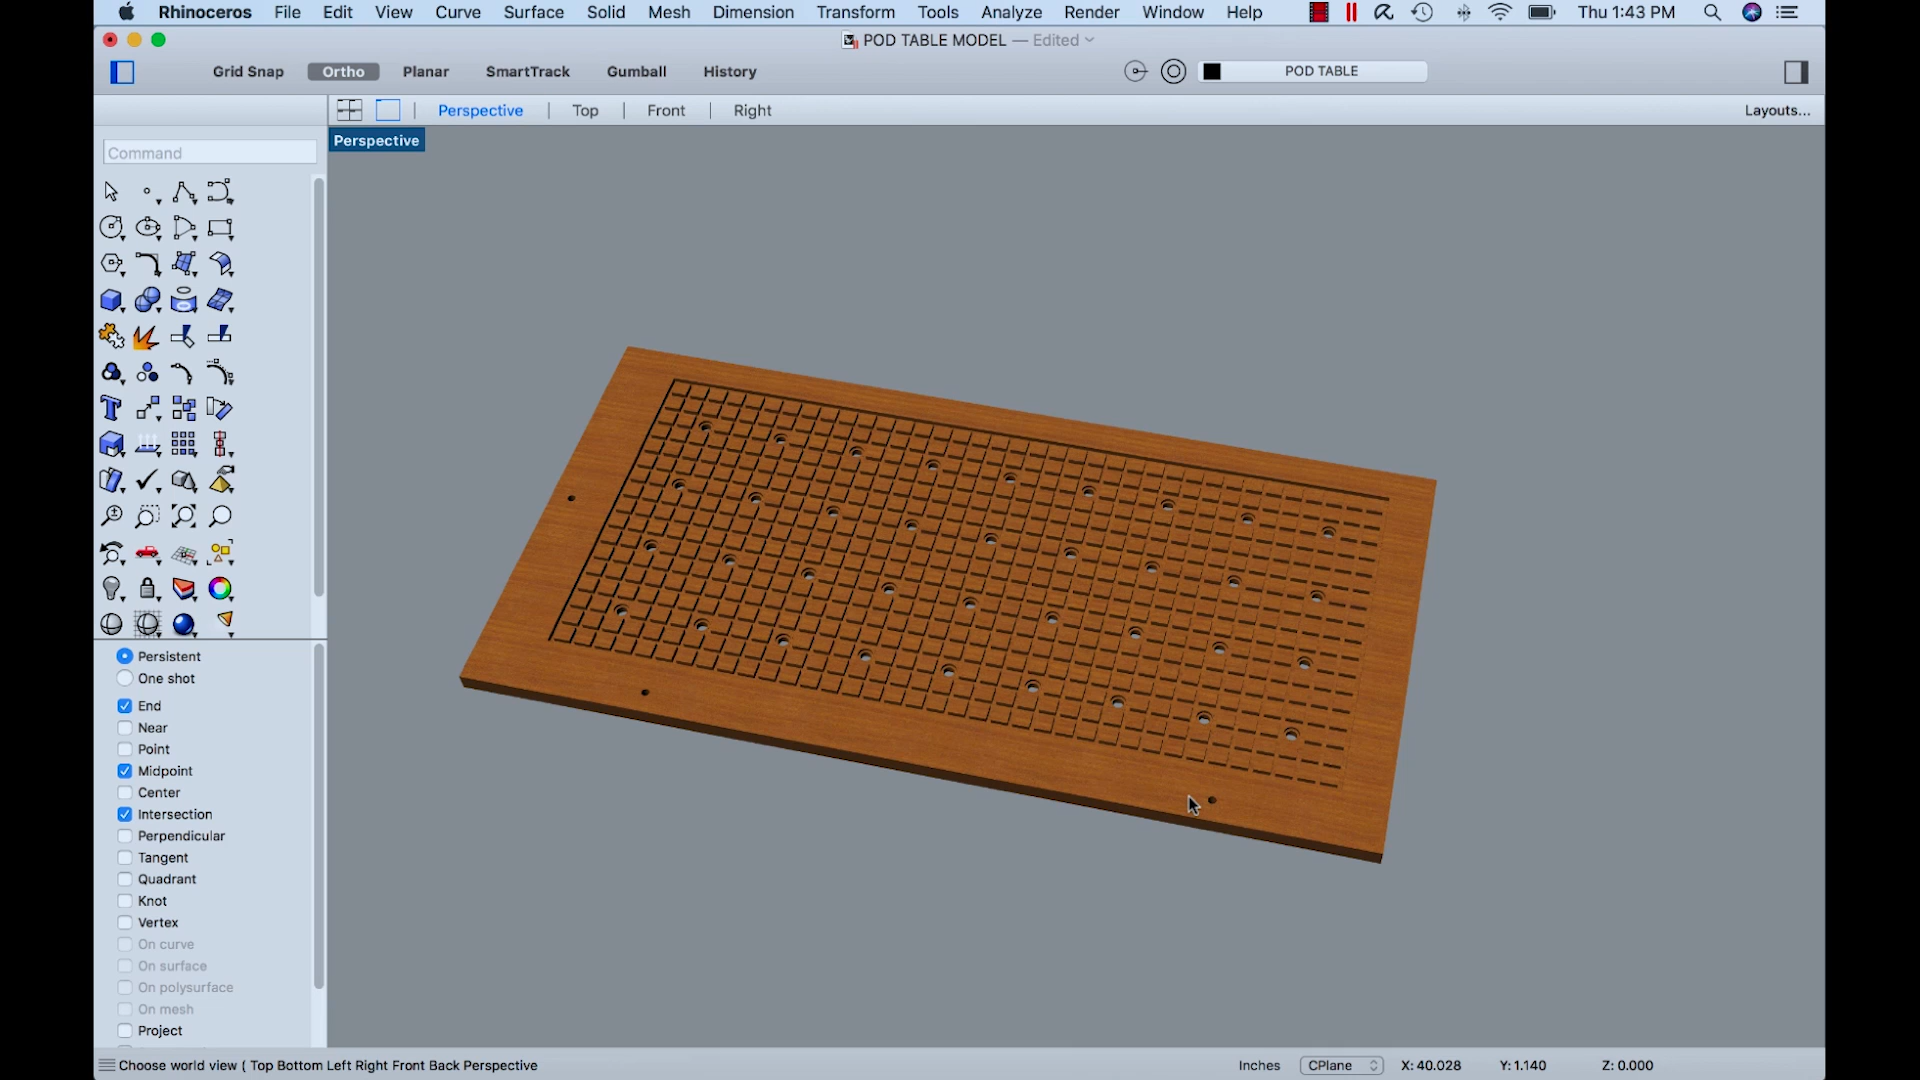 Rhinoceros File Edit View Curve Surface Solid Mesh Dimension Transform Tools Analyze Render Window Help Thu 1:43 PM
POD TABLE MODEL — Edited
Grid Snap Ortho Planar SmartTrack Gumball History POD TABLE
Perspective | Top | Front | Right Layouts...
Perspective
Command
Persistent
One shot
End
Near
Point
Midpoint
Center
Intersection
Perpendicular
Tangent
Quadrant
Knot
Vertex
On curve
On surface
On polysurface
On mesh
Project
Choose world view ( Top Bottom Left Right Front Back Perspective Inches CPlane X: 40.028 Y: 1.140 Z: 0.000